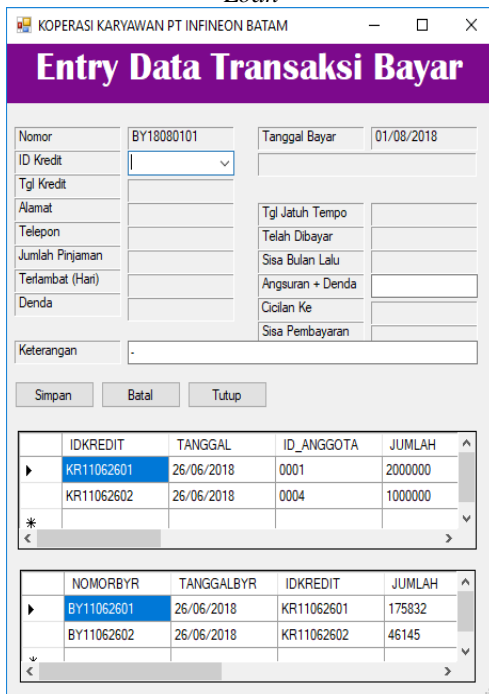 Loan
KOPERASI KARYAWAN PT INFINEON BATAM
Entry Data Transaksi Bayar
Nomor BY18080101 Tanggal Bayar 01/08/2018
ID Kredit
Tgl Kredit
Alamat Tgl Jatuh Tempo
Telepon Telah Dibayar
Jumlah Pinjaman Sisa Bulan Lalu
Terlambat (Hari) Angsuran + Denda
Denda Cicilan Ke
Sisa Pembayaran
Keterangan -
Simpan Batal Tutup
IDKREDIT TANGGAL ID_ANGGOTA JUMLAH
KR11062601 26/06/2018 0001 2000000
KR11062602 26/06/2018 0004 1000000
NOMORBYR TANGGALBYR IDKREDIT JUMLAH
BY11062601 26/06/2018 KR11062601 175832
BY11062602 26/06/2018 KR11062602 46145